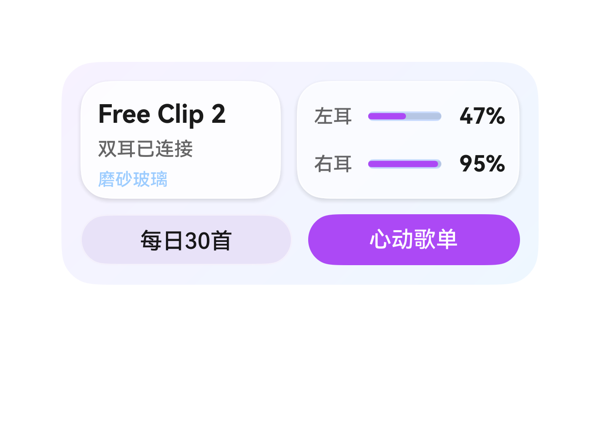 Free Clip 2
双耳已连接
磨砂玻璃
左耳 47%
右耳 95%
每日30首
心动歌单